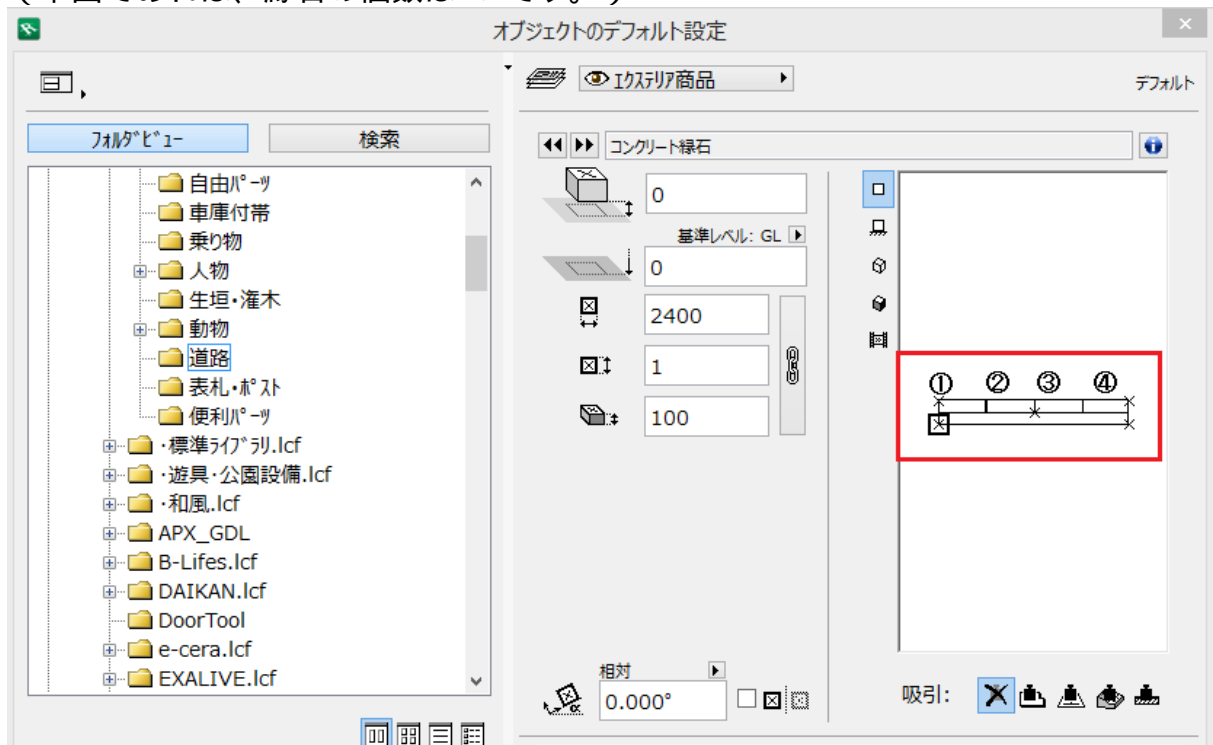 オブジェクトのデフォルト設定
エクステリア商品
デフォルト
フォルダビュー
検索
コンクリート縁石
自由パーツ
車庫付帯
乗り物
人物
生垣・潅木
動物
道路
表札・ポスト
便利パーツ
・標準ライブラリ.lcf
・遊具・公園設備.lcf
・和風.lcf
APX_GDL
B-Lifes.lcf
DAIKAN.lcf
DoorTool
e-cera.lcf
EXALIVE.lcf
0
基準レベル: GL
0
2400
1
100
① ② ③ ④
相対
α
0.000°
吸引: